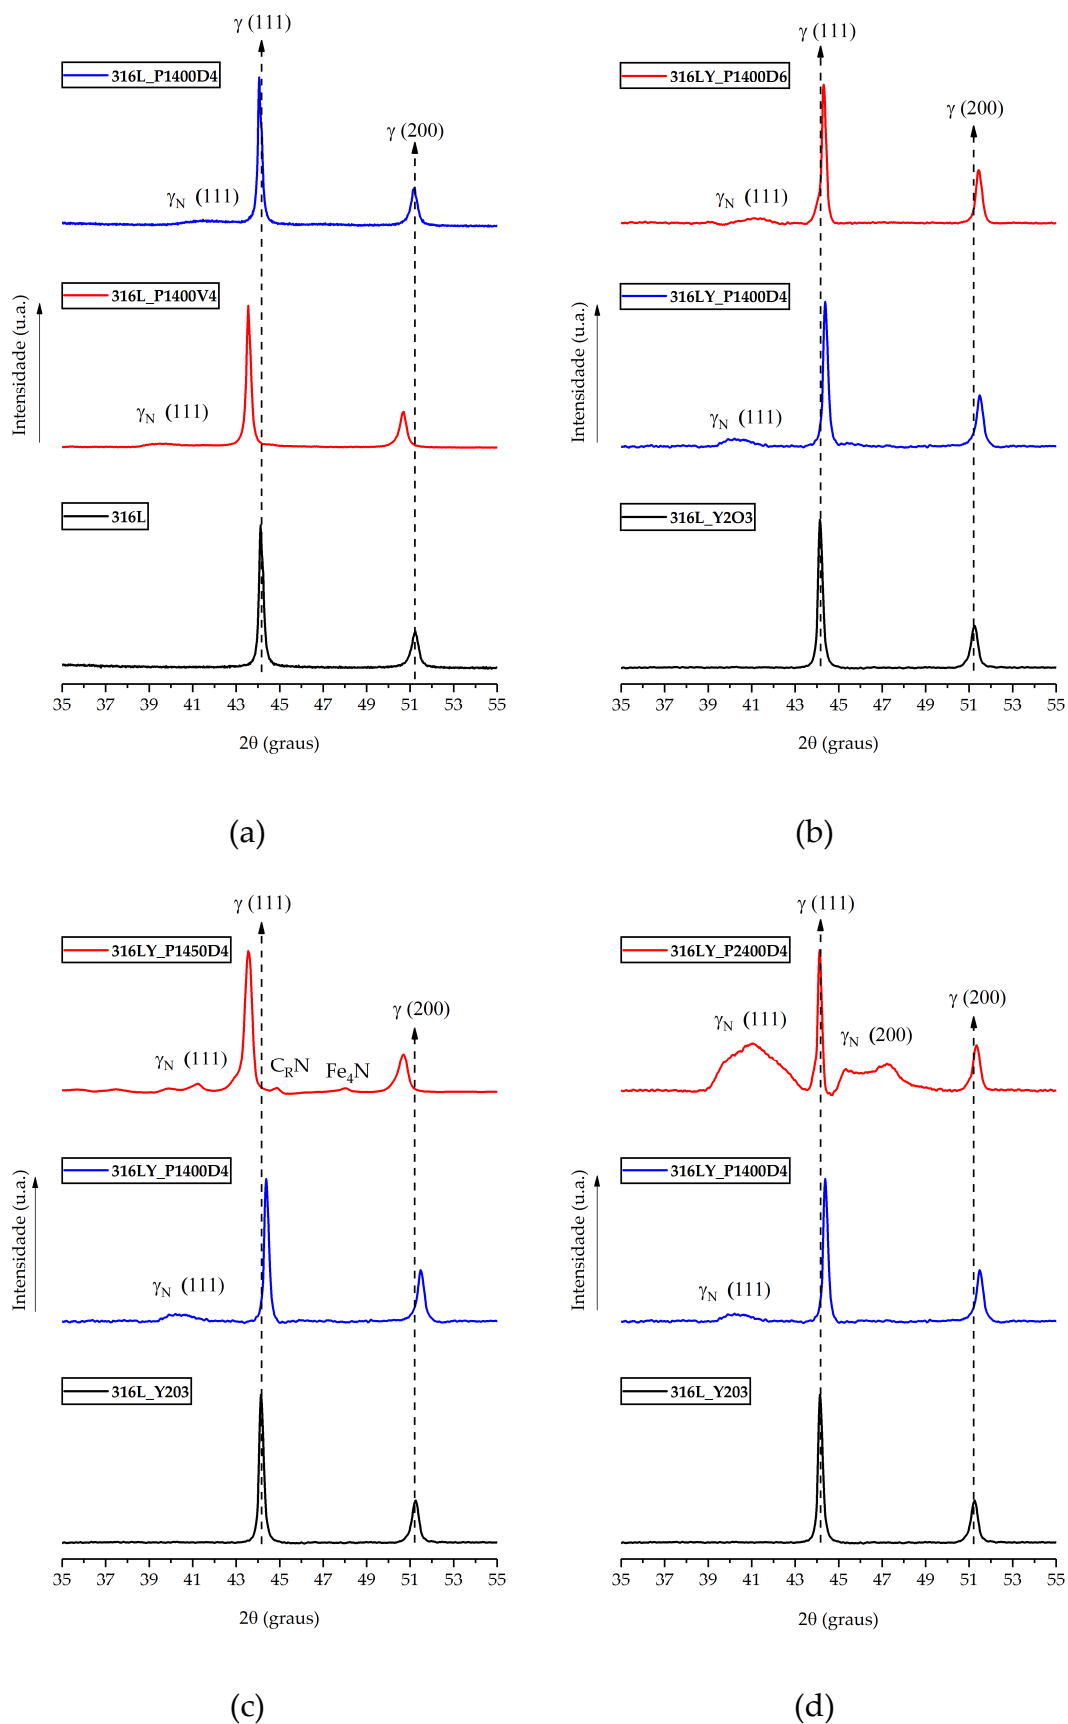 γ (111)
316L_P1400D4
γ (200)
γN (111)
316L_P1400V4
Intensidade (u.a.)
γN (111)
316L
35 39 41 43 45 47 49 51 53 55
2θ (graus)
(a)
γ (111)
316LY_P1400D6
γ (200)
γN (111)
316LY_P1400D4
Intensidade (u.a.)
γN (111)
316L_Y2O3
35 39 41 43 45 47 49 51 53 55
2θ (graus)
(b)
γ (111)
316LY_P1450D4
γ (200)
γN (111)
CRN
Fe4N
316LY_P1400D4
Intensidade (u.a.)
γN (111)
316L_Y203
35 39 41 43 45 47 49 51 53 55
2θ (graus)
(c)
γ (111)
316LY_P2400D4
γ (200)
γN (111)
γN (200)
316LY_P1400D4
Intensidade (u.a.)
γN (111)
316L_Y203
35 39 41 43 45 47 49 51 53 55
2θ (graus)
(d)